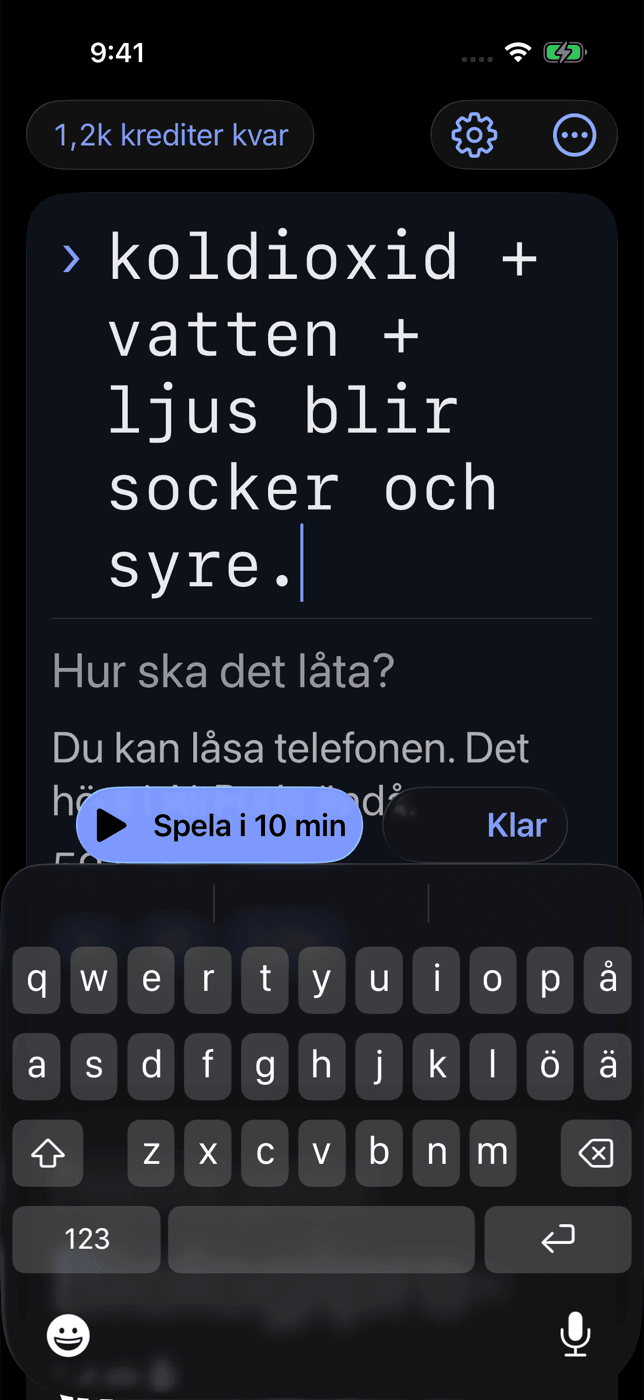 9:41
1,2k krediter kvar
› koldioxid +
vatten +
ljus blir
socker och
syre.
Hur ska det låta?
Du kan låsa telefonen. Det
Spela i 10 min
Klar
q w e r t y u i o p å
a s d f g h j k l ö ä
z x c v b n m
123